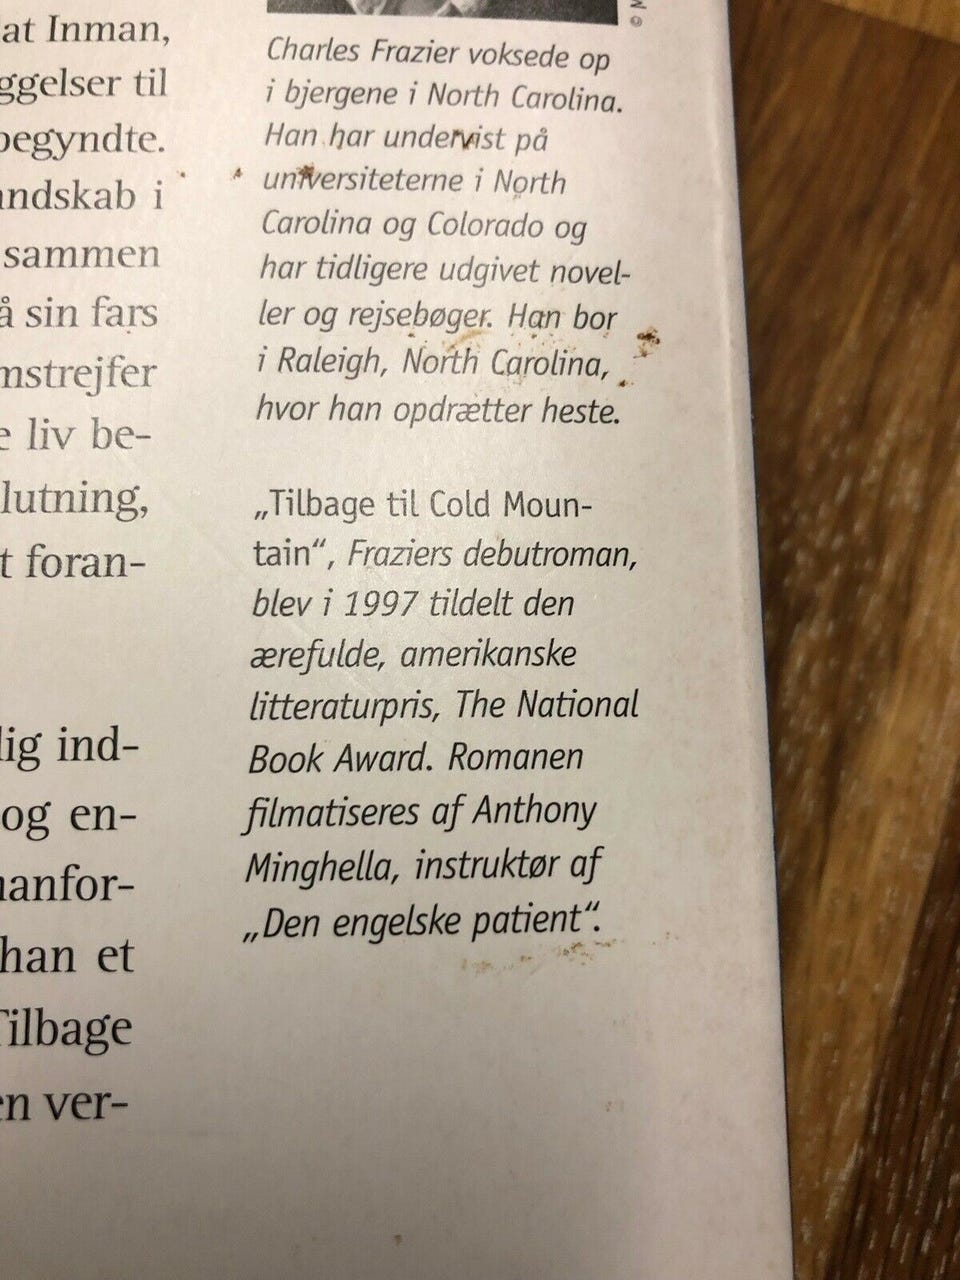 at Inman,
ggelser til
begyndte.
andskab i
sammen
å sin fars
mstrejfer
e liv be-
lutning,
t foran-
lig ind-
og en-
nanfor-
han et
Tilbage
en ver-
© M
Charles Frazier voksede op
i bjergene i North Carolina.
Han har undervist på
universiteterne i North
Carolina og Colorado og
har tidligere udgivet novel-
ler og rejsebøger. Han bor
i Raleigh, North Carolina,
hvor han opdrætter heste.
„Tilbage til Cold Moun-
tain“, Fraziers debutroman,
blev i 1997 tildelt den
ærefulde, amerikanske
litteraturpris, The National
Book Award. Romanen
filmatiseres af Anthony
Minghella, instruktør af
„Den engelske patient“.